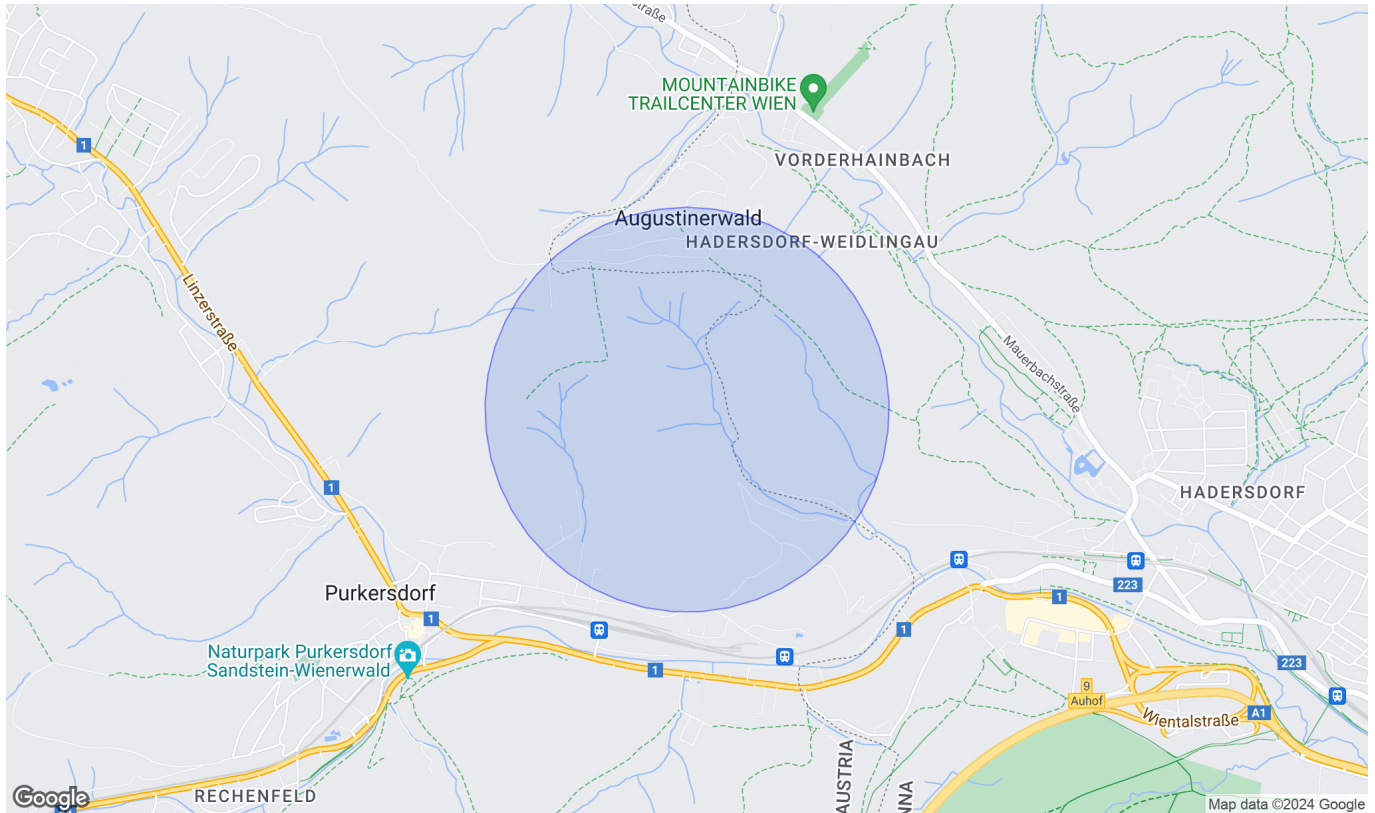 straße
MOUNTAINBIKE
TRAILCENTER WIEN
1
VORDERHAINBACH
Augustinerwald
HADERSDORF-WEIDLINGAU
Linzerstraße
Mauerbachstraße
1
HADERSDORF
Purkersdorf
1
223
1
1
Naturpark Purkersdorf
Sandstein-Wienerwald
1
223
9
Auhof
A1
Wientalstraße
AUSTRIA
NNA
RECHENFELD
Google
Map data ©2024 Google